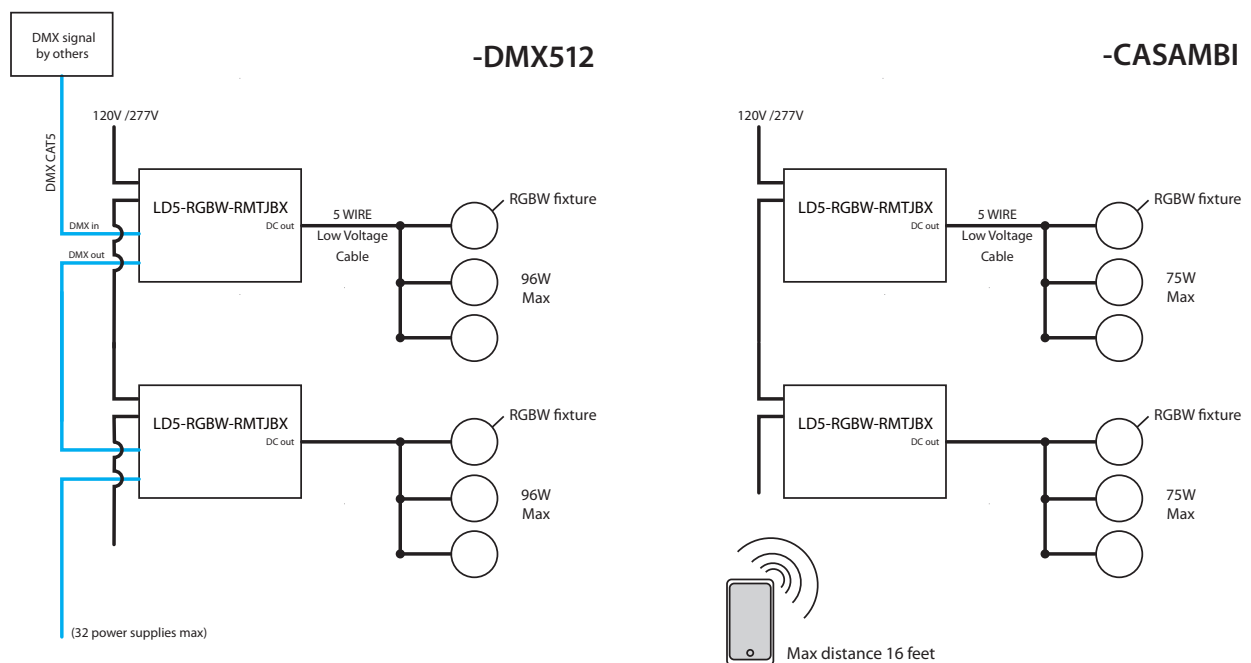 DMX signal
by others
-DMX512
120V /277V
DMX CAT5
LD5-RGBW-RMTJBX
DC out
DMX in
DMX out
5 WIRE
Low Voltage
Cable
RGBW fixture
96W
Max
LD5-RGBW-RMTJBX
DC out
RGBW fixture
96W
Max
(32 power supplies max)
-CASAMBI
120V /277V
LD5-RGBW-RMTJBX
DC out
5 WIRE
Low Voltage
Cable
RGBW fixture
75W
Max
LD5-RGBW-RMTJBX
DC out
RGBW fixture
75W
Max
Max distance 16 feet